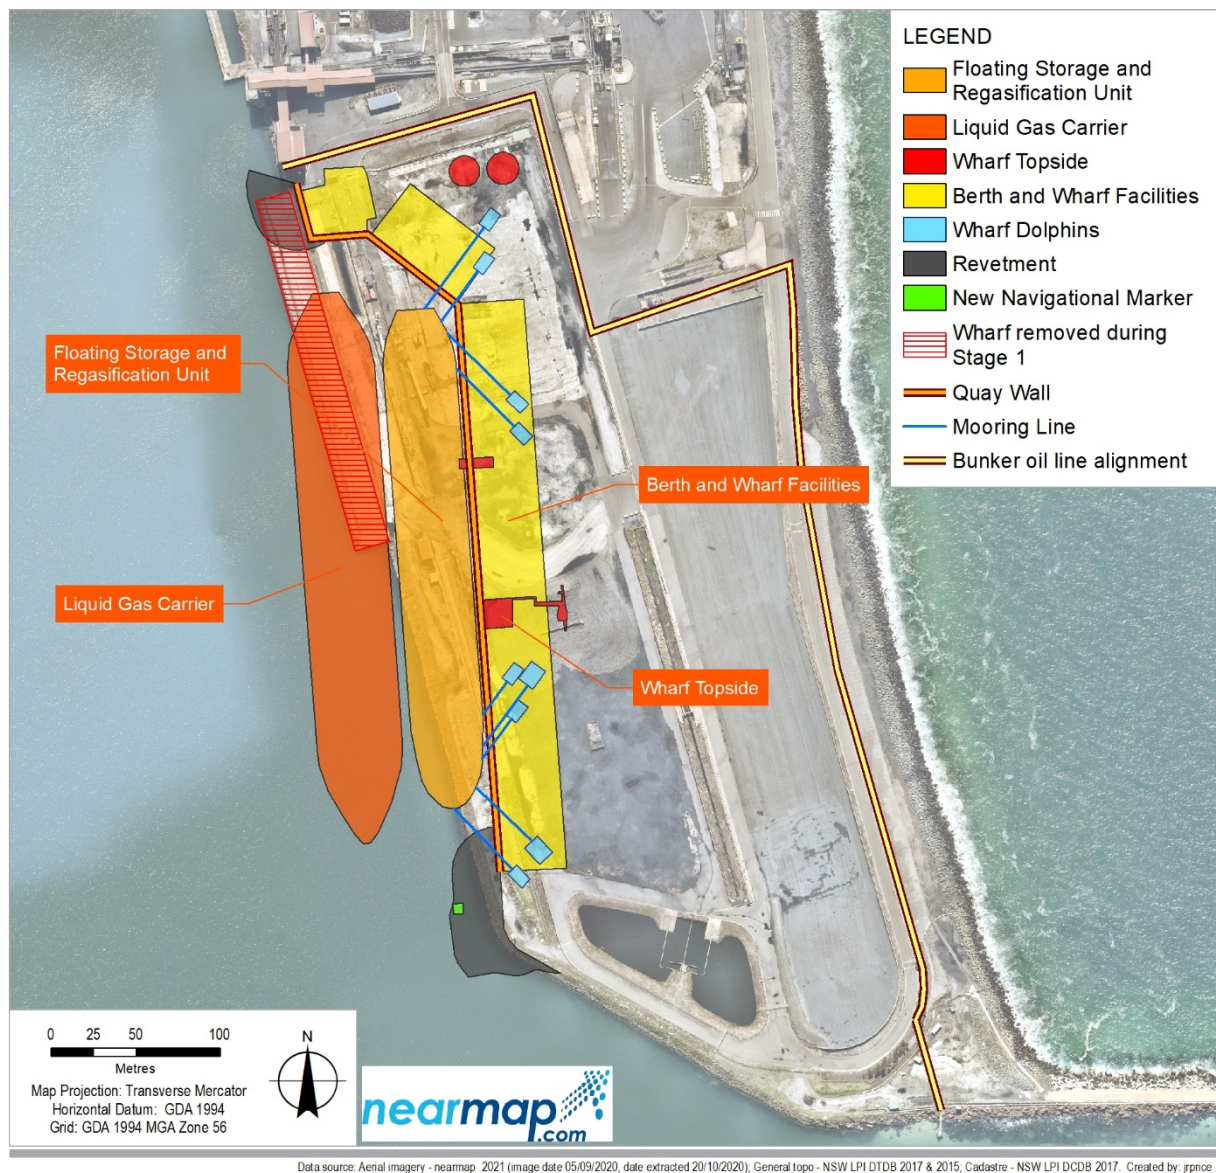 LEGEND
Floating Storage and
Regasification Unit
Liquid Gas Carrier
Wharf Topside
Berth and Wharf Facilities
Wharf Dolphins
Revetment
New Navigational Marker
Wharf removed during
Stage 1
Quay Wall
Mooring Line
Bunker oil line alignment
Floating Storage and
Regasification Unit
Berth and Wharf Facilities
Liquid Gas Carrier
Wharf Topside
0 25 50 100
Metres
Map Projection: Transverse Mercator
Horizontal Datum: GDA 1994
Grid: GDA 1994 MGA Zone 56
N
nearmap
.com
Data source: Aerial imagery - nearmap 2021 (image date 05/09/2020, date extracted 20/10/2020); General topo - NSW LPI DTDB 2017 & 2015; Cadastre - NSW LPI DCDB 2017. Created by: jrprice